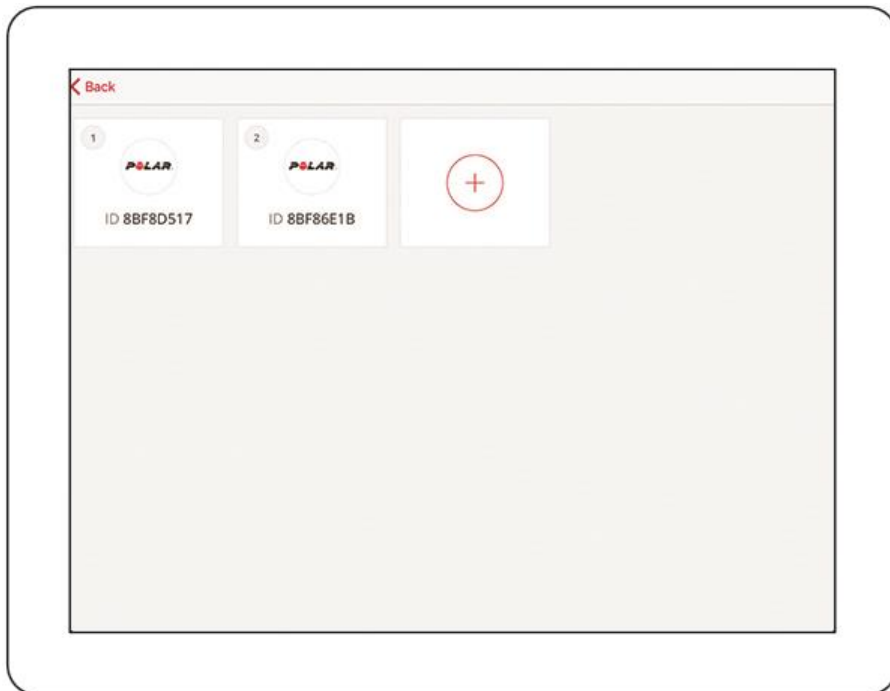 Back
1
POLAR
ID 8BF8D517
2
POLAR
ID 8BF86E1B
+